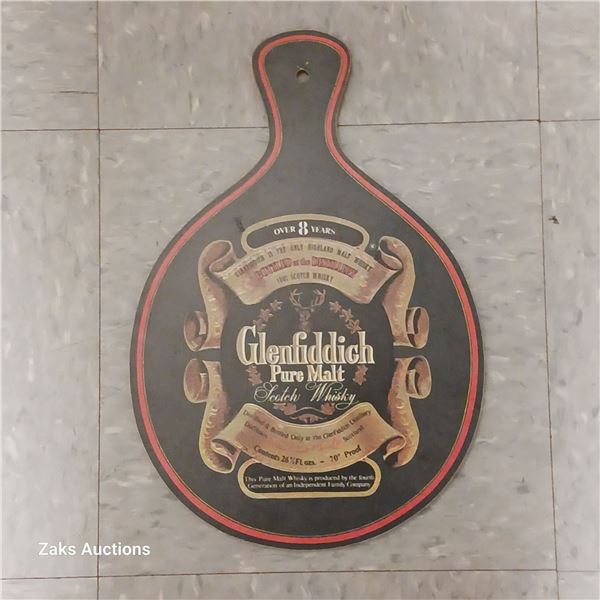 OVER 8 YEARS
GLENFIDDICH IS THE ONLY HIGHLAND MALT WHISKY
BOTTLED at the DISTILLERY
SCOTCH WHISKY
Glenfiddich
Pure Malt
Scotch Whisky
Distilled & Bottled Only at the Glenfiddich Distillery
Dufftown Scotland
Contents 26⅔ Fl ozs. – 70° Proof
This Pure Malt Whisky is produced by the fourth
Generation of an Independent Family Company
Zaks Auctions